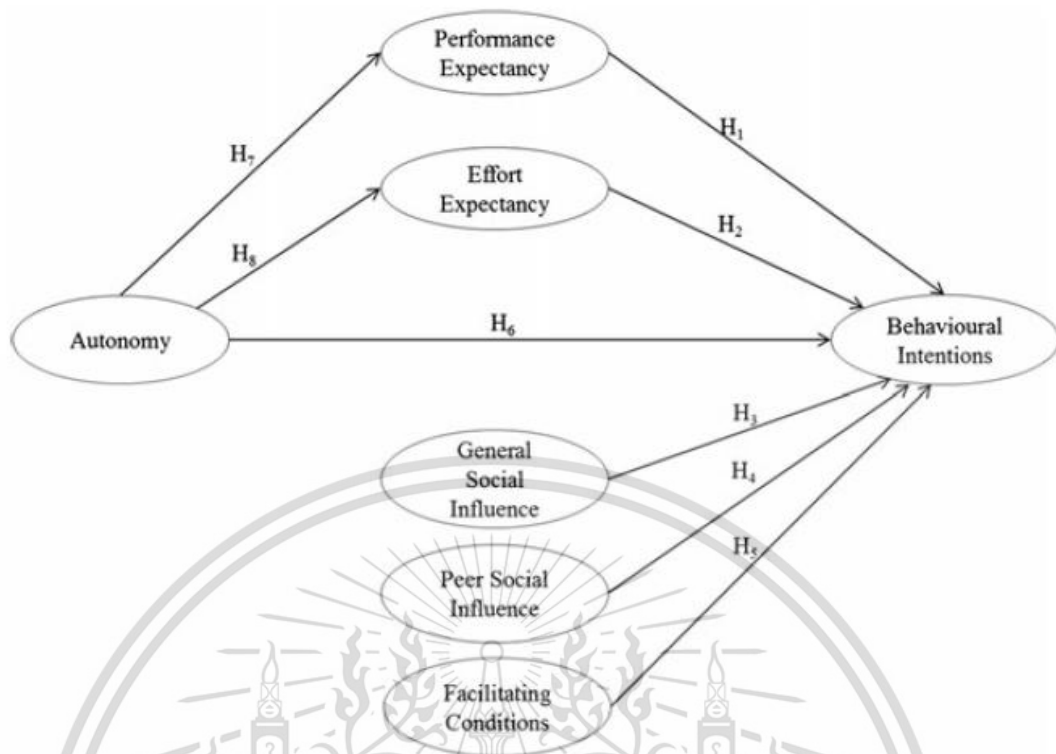 Performance
Expectancy
H₇
H₁
Effort
Expectancy
H₈
H₂
Autonomy
H₆
Behavioural
Intentions
General
Social
Influence
H₃
Peer Social
Influence
H₄
Facilitating
Conditions
H₅